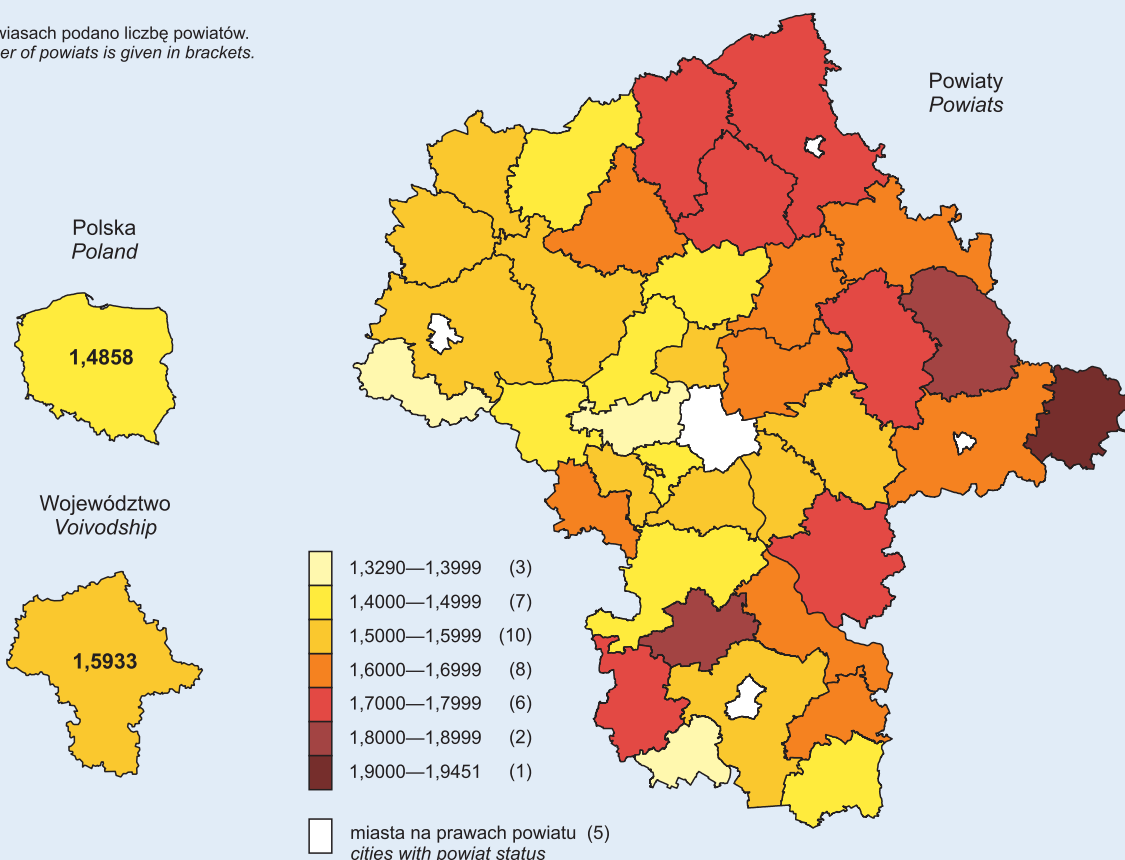 wiasach podano liczbę powiatów.
er of powiats is given in brackets.
Powiaty
Powiats
Polska
Poland
1,4858
Województwo
Voivodship
1,5933
1,3290—1,3999 (3)
1,4000—1,4999 (7)
1,5000—1,5999 (10)
1,6000—1,6999 (8)
1,7000—1,7999 (6)
1,8000—1,8999 (2)
1,9000—1,9451 (1)
miasta na prawach powiatu (5)
cities with powiat status